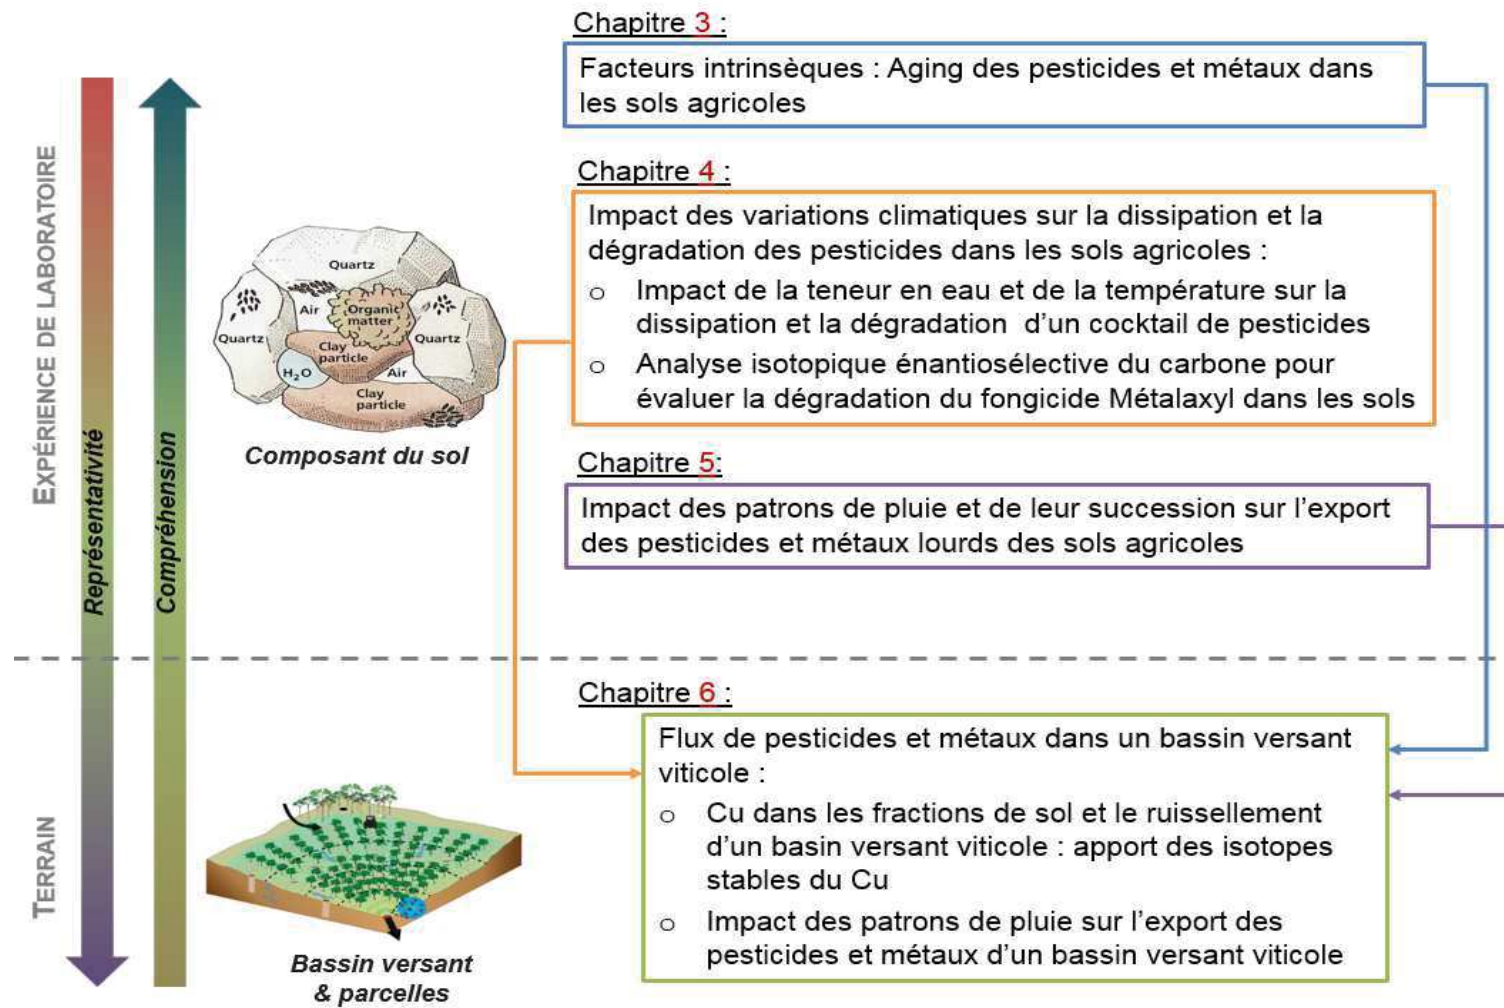 Chapitre 3 :
Facteurs intrinsèques : Aging des pesticides et métaux dans
les sols agricoles
Chapitre 4 :
Impact des variations climatiques sur la dissipation et la
dégradation des pesticides dans les sols agricoles :
o Impact de la teneur en eau et de la température sur la
dissipation et la dégradation d'un cocktail de pesticides
o Analyse isotopique énantiosélective du carbone pour
évaluer la dégradation du fongicide Métalaxyl dans les sols
Chapitre 5:
Impact des patrons de pluie et de leur succession sur l'export
des pesticides et métaux lourds des sols agricoles
Chapitre 6 :
Flux de pesticides et métaux dans un bassin versant
viticole :
o Cu dans les fractions de sol et le ruissellement
d'un basin versant viticole : apport des isotopes
stables du Cu
o Impact des patrons de pluie sur l'export des
pesticides et métaux d'un bassin versant viticole
EXPÉRIENCE DE LABORATOIRE
TERRAIN
Représentativité
Compréhension
Quartz
Air
Organic
matter
Quartz
Clay
particle
Quartz
H2O
Air
Clay
particle
Composant du sol
Bassin versant
& parcelles